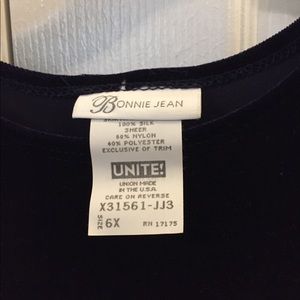 BONNIE JEAN
100% SILK
SHEER
60% NYLON
40% POLYESTER
EXCLUSIVE OF TRIM
UNITE!
UNION MADE
IN THE U.S.A.
CARE ON REVERSE
X31561-JJ3
SIZE 6X RN 17175